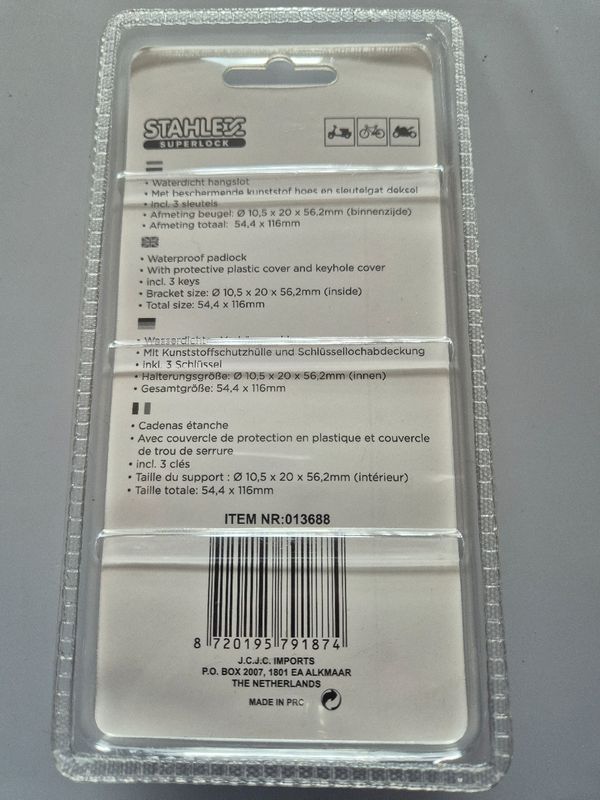 STAHLEX
SUPERLOCK
• Waterdicht hangslot
• Met beschermende kunststof hoes en sleutelgat deksel
• incl. 3 sleutels
• Afmeting beugel: Ø 10,5 x 20 x 56,2mm (binnenzijde)
• Afmeting totaal: 54,4 x 116mm
• Waterproof padlock
• With protective plastic cover and keyhole cover
• incl. 3 keys
• Bracket size: Ø 10,5 x 20 x 56,2mm (inside)
• Total size: 54,4 x 116mm
• Mit Kunststoffschutzhülle und Schlüssellochabdeckung
• inkl. 3 Schlüssel
• Halterungsgröße: Ø 10,5 x 20 x 56,2mm (innen)
• Gesamtgröße: 54,4 x 116mm
• Cadenas étanche
• Avec couvercle de protection en plastique et couvercle
de trou de serrure
• incl. 3 clés
• Taille du support : Ø 10,5 x 20 x 56,2mm (intérieur)
• Taille totale: 54,4 x 116mm
ITEM NR:013688
8 720195 791874
J.C.J.C. IMPORTS
P.O. BOX 2007, 1801 EA ALKMAAR
THE NETHERLANDS
MADE IN PRC